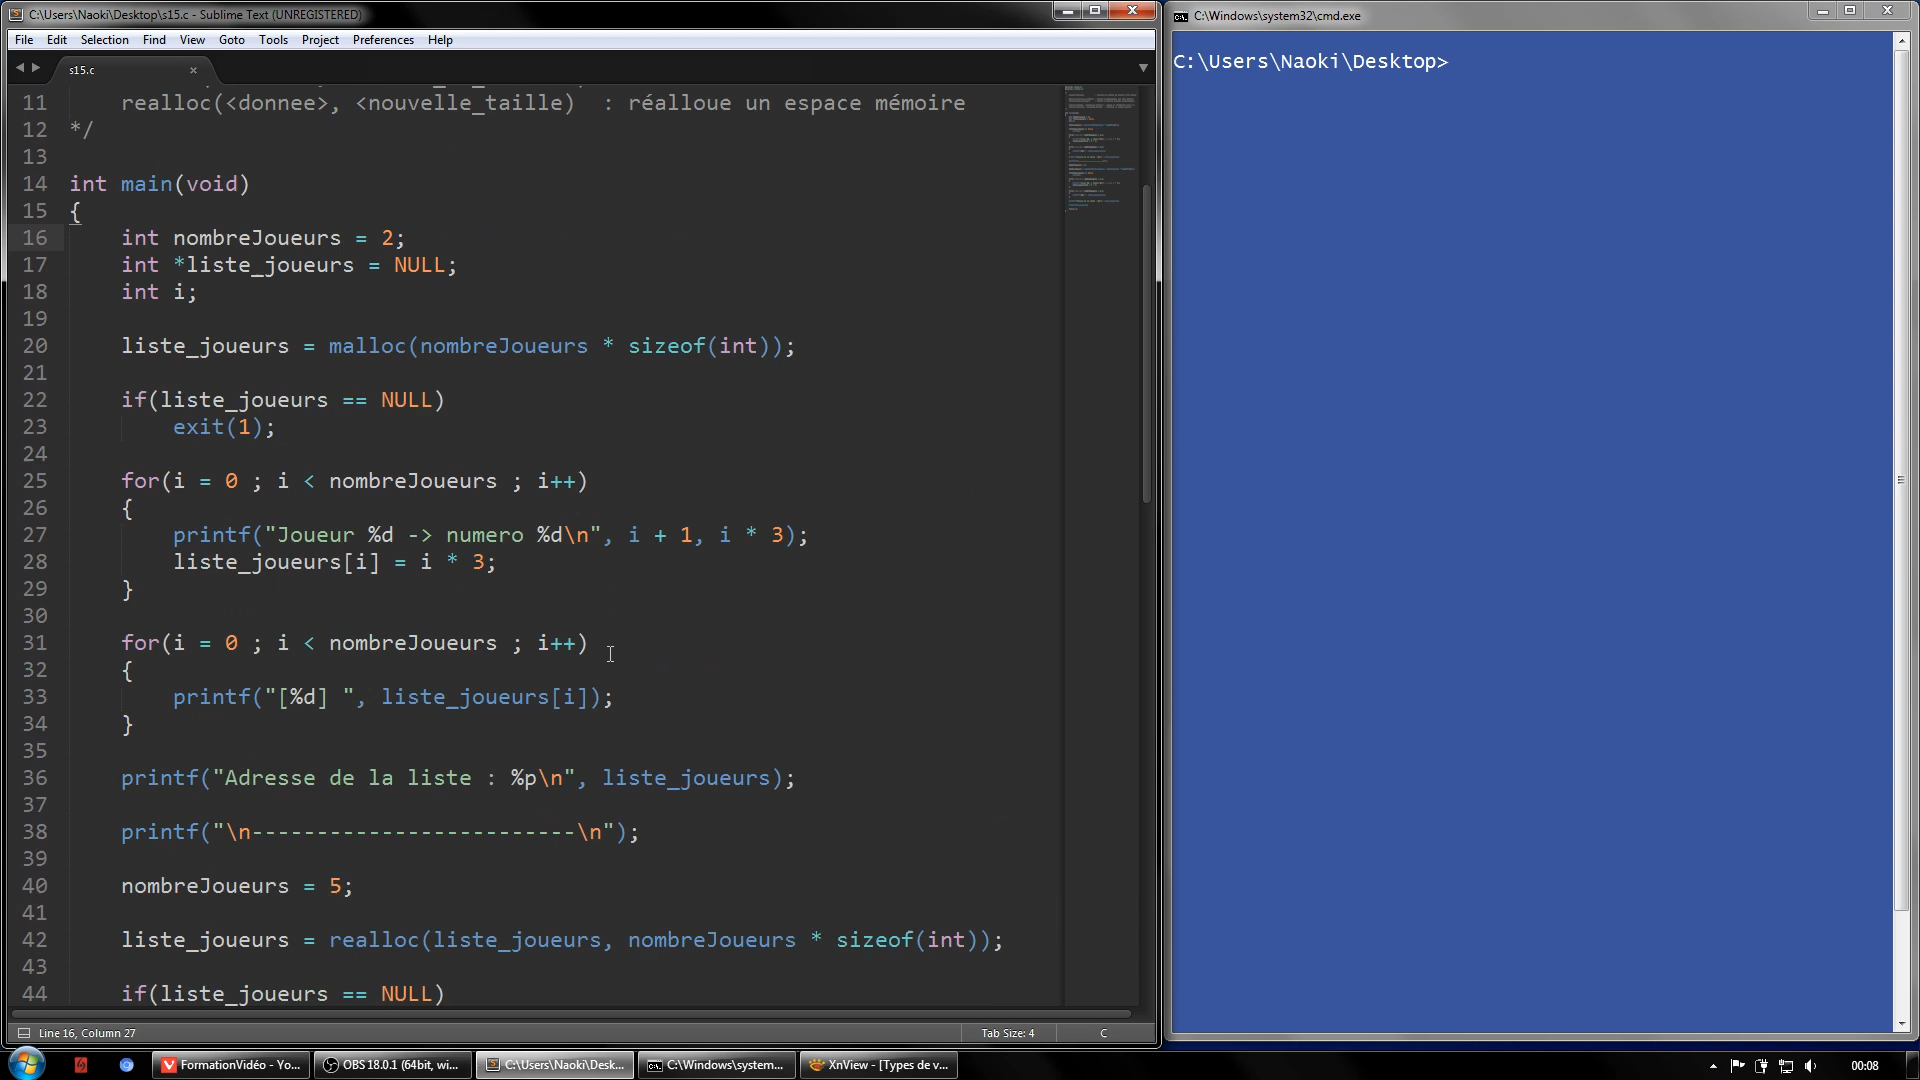 C:\Users\Naoki\Desktop\s15.c - Sublime Text (UNREGISTERED)
File Edit Selection Find View Goto Tools Project Preferences Help
s15.c
11 realloc(<donnee>, <nouvelle_taille) : réalloue un espace mémoire
12 */
13
14 int main(void)
15 {
16 int nombreJoueurs = 2;
17 int *liste_joueurs = NULL;
18 int i;
19
20 liste_joueurs = malloc(nombreJoueurs * sizeof(int));
21
22 if(liste_joueurs == NULL)
23 exit(1);
24
25 for(i = 0 ; i < nombreJoueurs ; i++)
26 {
27 printf("Joueur %d -> numero %d\n", i + 1, i * 3);
28 liste_joueurs[i] = i * 3;
29 }
30
31 for(i = 0 ; i < nombreJoueurs ; i++)
32 {
33 printf("[%d] ", liste_joueurs[i]);
34 }
35
36 printf("Adresse de la liste : %p\n", liste_joueurs);
37
38 printf("\n-------------------------\n");
39
40 nombreJoueurs = 5;
41
42 liste_joueurs = realloc(liste_joueurs, nombreJoueurs * sizeof(int));
43
44 if(liste_joueurs == NULL)
Line 16, Column 27
Tab Size: 4
C
C:\Windows\system32\cmd.exe
C:\Users\Naoki\Desktop>
FormationVidéo - Yo...
OBS 18.0.1 (64bit, wi...
C:\Users\Naoki\Desk...
C:\Windows\system...
XnView - [Types de v...
00:08